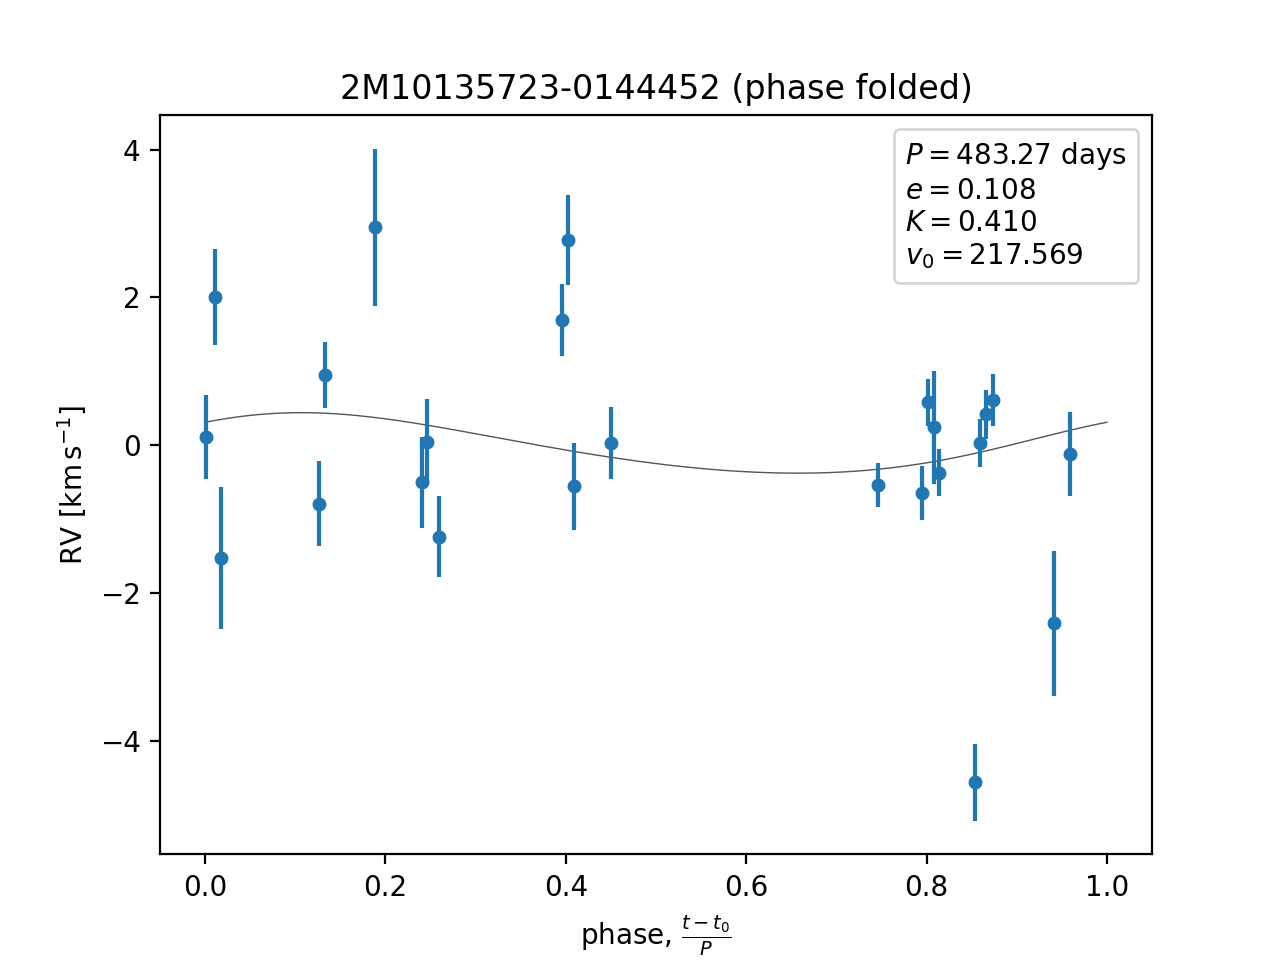 2M10135723-0144452 (phase folded)
P = 483.27 days
e = 0.108
K = 0.410
v₀ = 217.569
4
2
0
−2
−4
RV [km s⁻¹]
0.0 0.2 0.4 0.6 0.8 1.0
phase, (t − t₀)/P